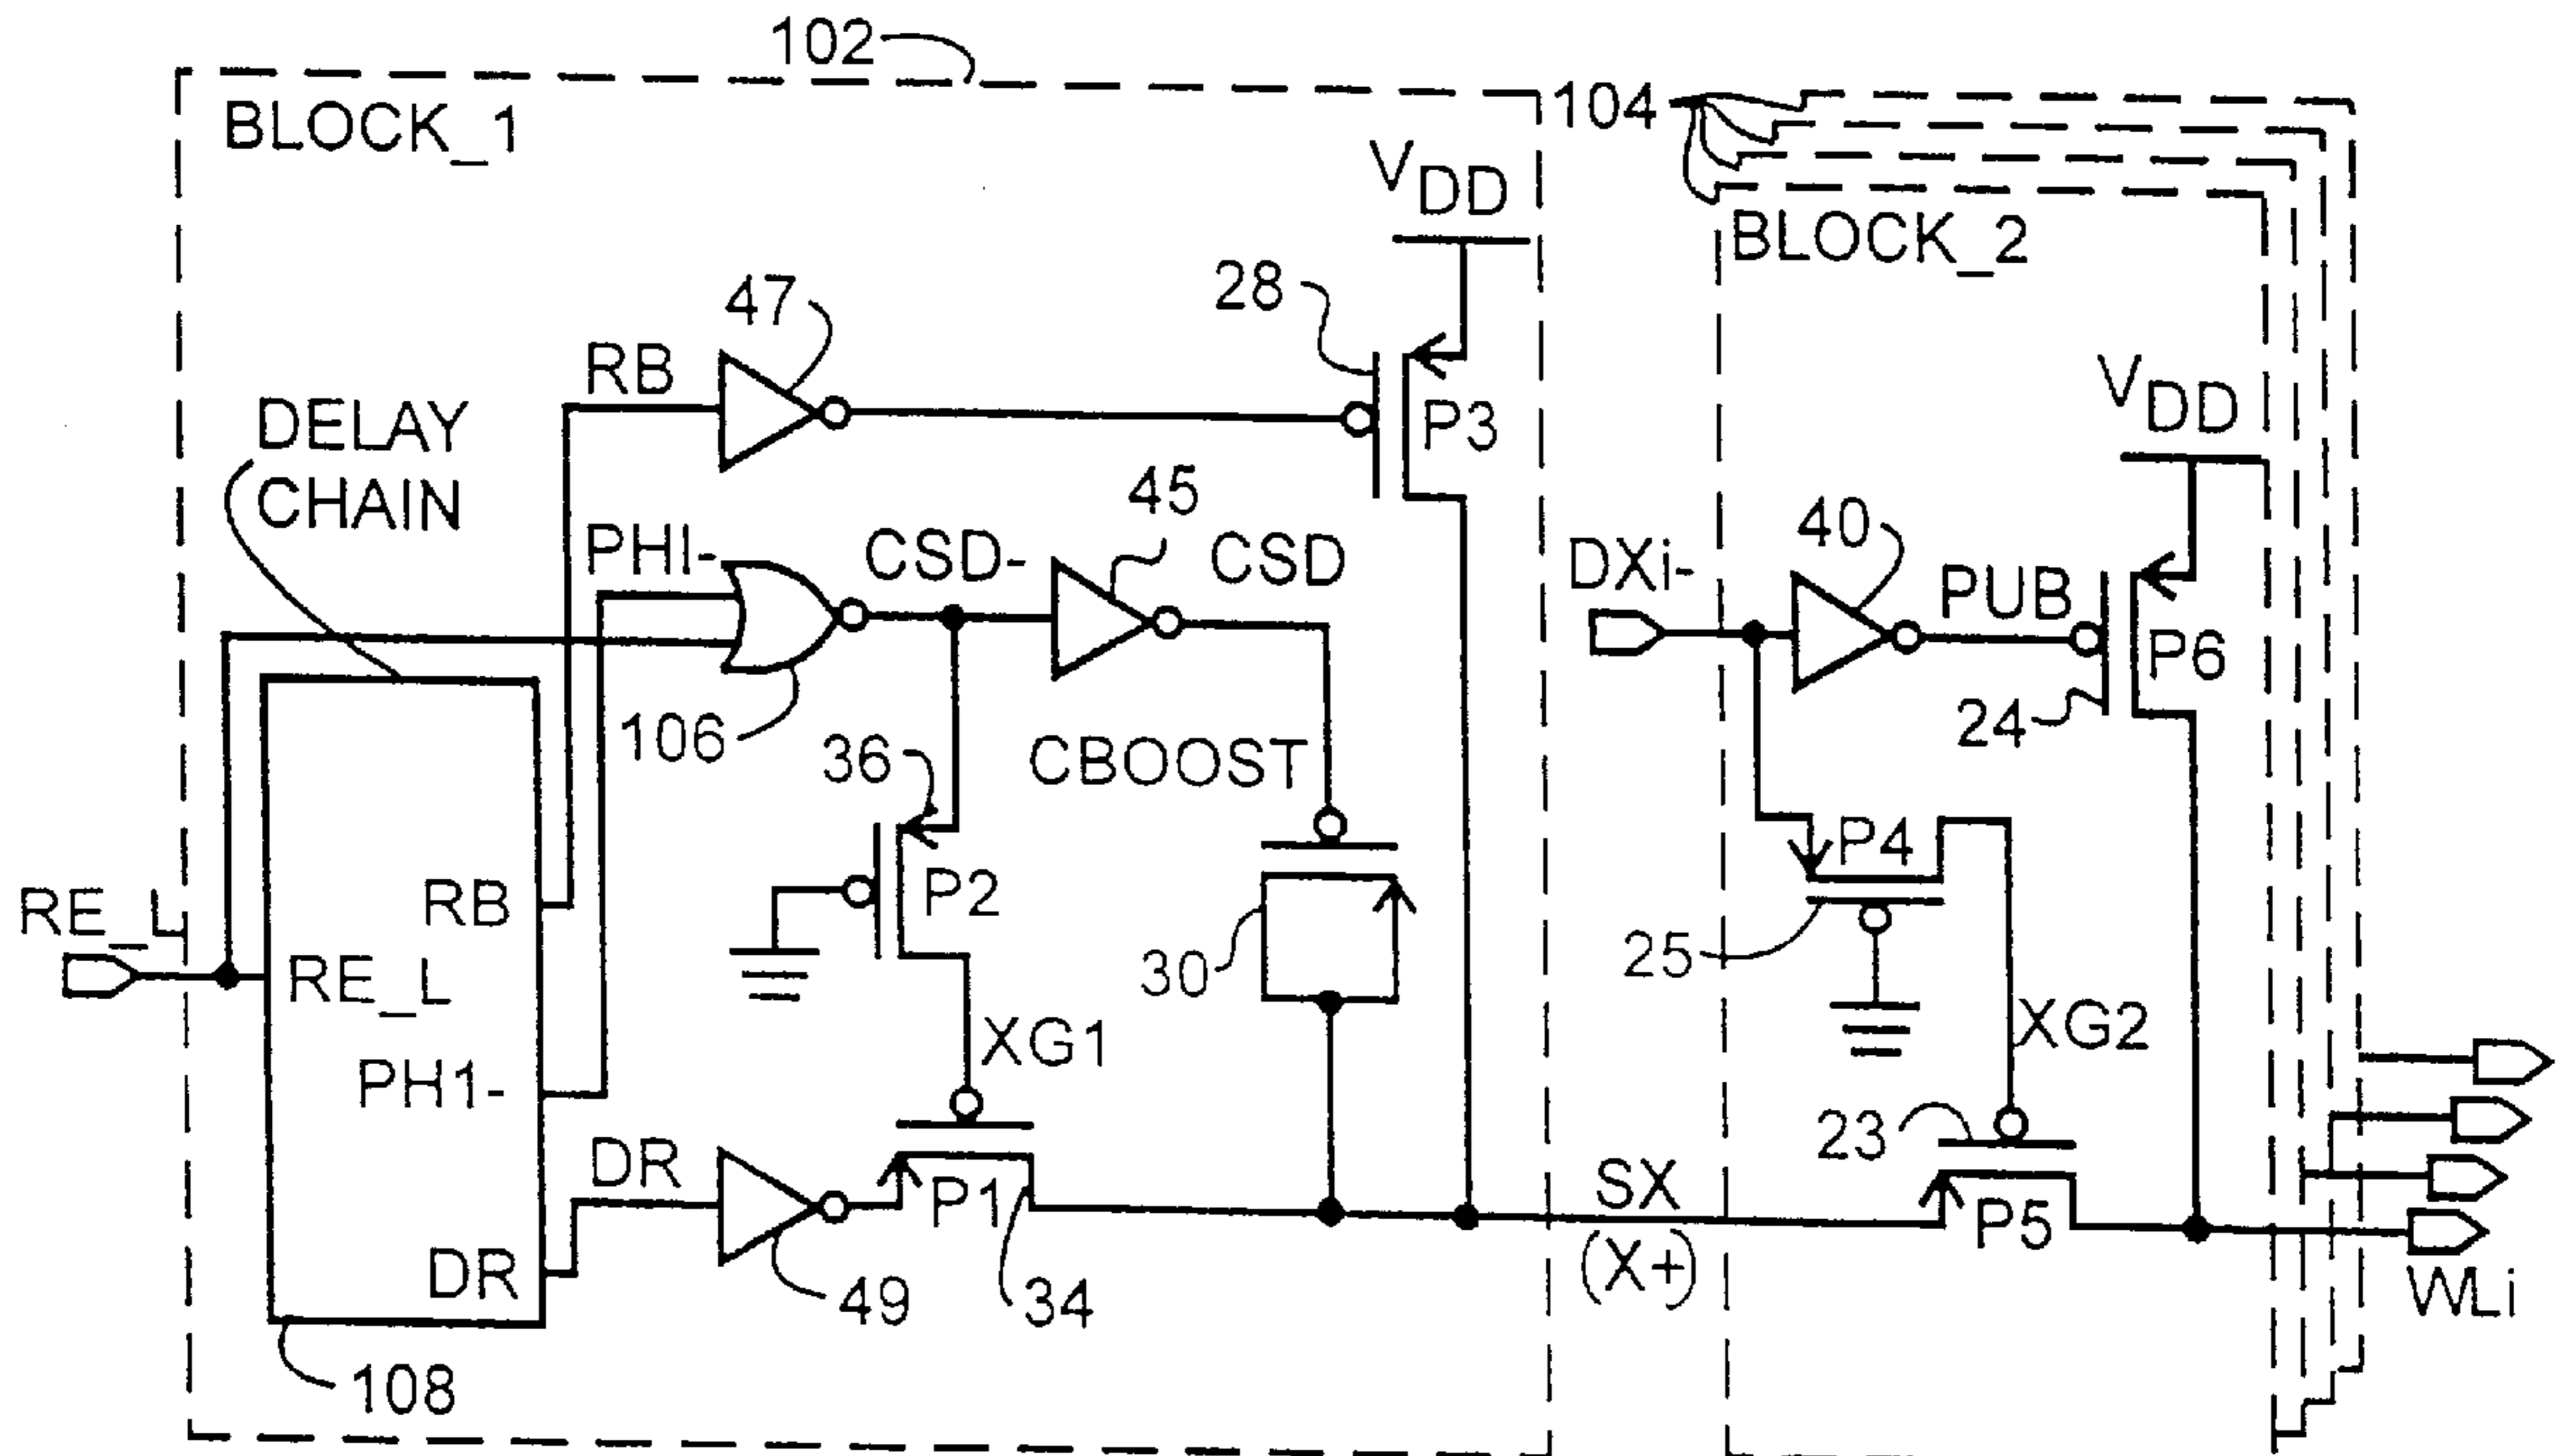 102
BLOCK_1
104
VDD
BLOCK_2
47
28
RB
P3
VDD
DELAY
CHAIN
45
40
PHI-
CSD-
CSD
DXi-
PUB
P6
106
36
CBOOST
24
P4
RE_L
RB
P2
30
25
RE_L
XG1
XG2
PH1-
23
DR
P1
SX
P5
(X+)
DR
49
34
WLi
108